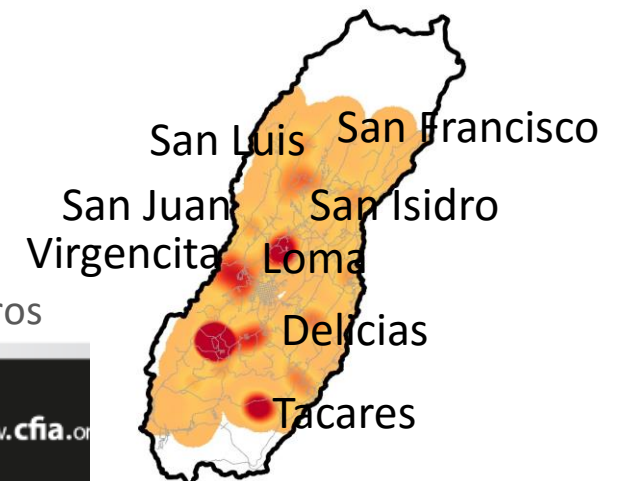 San Luis
San Francisco
San Juan
San Isidro
Virgencita
Loma
ros
Delicias
Tacares
w.cfia.or